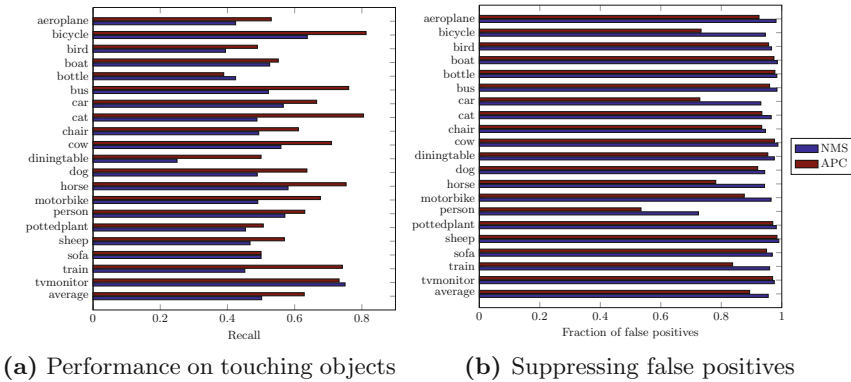 aeroplane
bicycle
bird
boat
bottle
bus
car
cat
chair
cow
diningtable
dog
horse
motorbike
person
pottedplant
sheep
sofa
train
tvmonitor
average
0 0.2 0.4 0.6 0.8
Recall
(a) Performance on touching objects
aeroplane
bicycle
bird
boat
bottle
bus
car
cat
chair
cow
diningtable
dog
horse
motorbike
person
pottedplant
sheep
sofa
train
tvmonitor
average
0 0.2 0.4 0.6 0.8 1
Fraction of false positives
NMS
APC
(b) Suppressing false positives